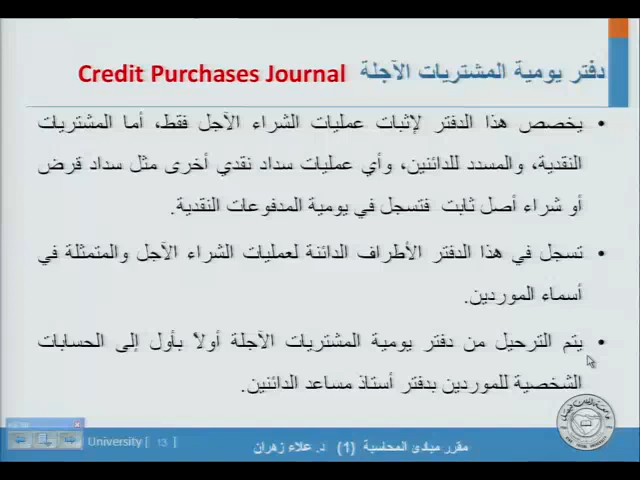 دفتر يومية المشتريات الآجلة Credit Purchases Journal
يخصص هذا الدفتر لإثبات عمليات الشراء الآجل فقط، أما المشتريات
النقدية، والمسدد للدائنين، وأي عمليات سداد نقدي أخرى مثل سداد قرض
أو شراء أصل ثابت فتسجل في يومية المدفوعات النقدية.
تسجل في هذا الدفتر الأطراف الدائنة لعمليات الشراء الآجل والمتمثلة في
أسماء الموردين.
يتم الترحيل من دفتر يومية المشتريات الآجلة أولاً بأول إلى الحسابات
الشخصية للموردين بدفتر أستاذ مساعد الدائنين.
University [ 13 ] مقرر مبادئ المحاسبة (1) د. علاء زهران